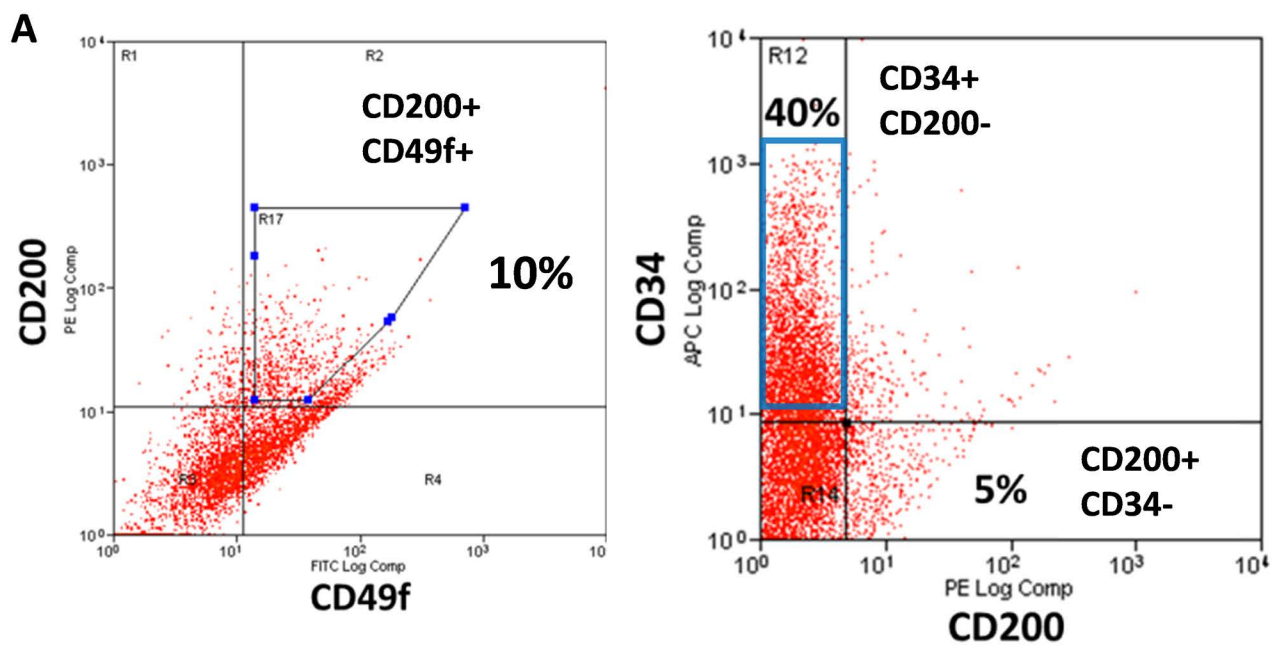 A
10⁴
R1
R2
CD200+
CD49f+
10³
R17
10%
CD200
PE Log Comp
10²
10¹
R3
R4
10⁰
10⁰
10¹
10²
10³
10
FITC Log Comp
CD49f
10⁴
R12
CD34+
CD200-
40%
10³
CD34
APC Log Comp
10²
10¹
CD200+
CD34-
5%
R14
10⁰
10⁰
10¹
10²
10³
10⁴
PE Log Comp
CD200